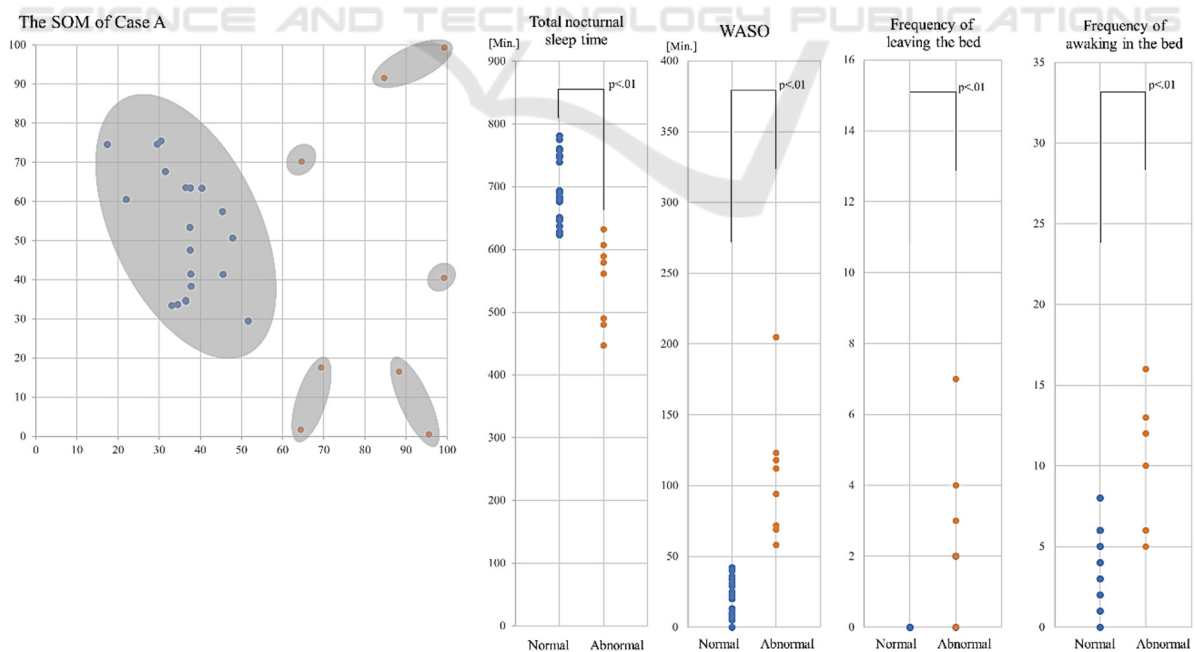 SCIENCE AND TECHNOLOGY PUBLICATIONS
The SOM of Case A
100
90
80
70
60
50
40
30
20
10
0
0 10 20 30 40 50 60 70 80 90 100
Total nocturnal
sleep time
[Min.]
900
800
700
600
500
400
300
200
100
0
p<.01
Normal Abnormal
WASO
[Min.]
400
350
300
250
200
150
100
50
0
p<.01
Normal Abnormal
Frequency of
leaving the bed
16
14
12
10
8
6
4
2
0
p<.01
Normal Abnormal
Frequency of
awaking in the bed
35
30
25
20
15
10
5
0
p<.01
Normal Abnormal